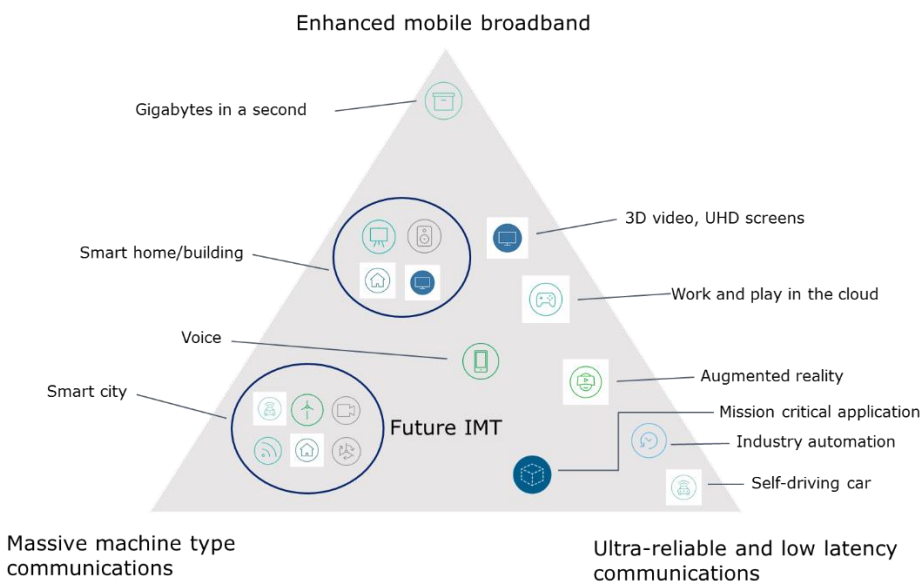 Enhanced mobile broadband
Gigabytes in a second
3D video, UHD screens
Smart home/building
Work and play in the cloud
Voice
Augmented reality
Smart city
Mission critical application
Future IMT
Industry automation
Self-driving car
Massive machine type
communications
Ultra-reliable and low latency
communications